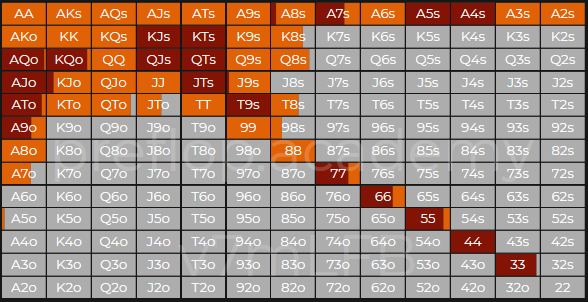 AA AKs AQs AJs ATs A9s A8s A7s A6s A5s A4s A3s A2s
AKo KK KQs KJs KTs K9s K8s K7s K6s K5s K4s K3s K2s
AQo KQo QQ QJs QTs Q9s Q8s Q7s Q6s Q5s Q4s Q3s Q2s
AJo KJo QJo JJ JTs J9s J8s J7s J6s J5s J4s J3s J2s
ATo KTo QTo JTo TT T9s T8s T7s T6s T5s T4s T3s T2s
A9o K9o Q9o J9o T9o 99 98s 97s 96s 95s 94s 93s 92s
A8o K8o Q8o J8o T8o 98o 88 87s 86s 85s 84s 83s 82s
preflop.academy
A7o K7o Q7o J7o T7o 97o 87o 77 76s 75s 74s 73s 72s
A6o K6o Q6o J6o T6o 96o 86o 76o 66 65s 64s 63s 62s
A5o K5o Q5o J5o T5o 95o 85o 75o 65o 55 54s 53s 52s
A4o K4o Q4o J4o T4o 94o 84o 74o 64o 54o 44 43s 42s
A3o K3o Q3o J3o T3o 93o 83o 73o 63o 53o 43o 33 32s
A2o K2o Q2o J2o T2o 92o 82o 72o 62o 52o 42o 32o 22